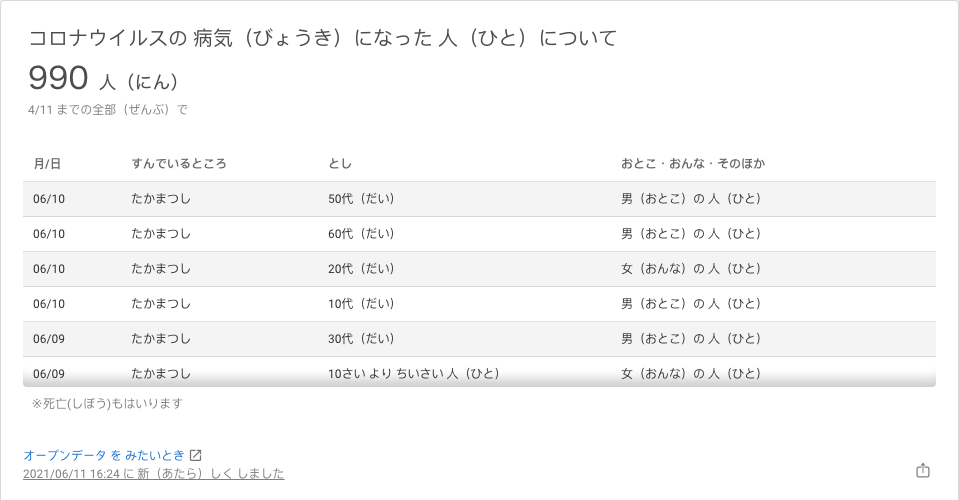 コロナウイルスの 病気（びょうき）になった 人（ひと）について
990 人（にん）
4/11 までの全部（ぜんぶ）で
月/日 すんでいるところ とし おとこ・おんな・そのほか
06/10 たかまつし 50代（だい） 男（おとこ）の 人（ひと）
06/10 たかまつし 60代（だい） 男（おとこ）の 人（ひと）
06/10 たかまつし 20代（だい） 女（おんな）の 人（ひと）
06/10 たかまつし 10代（だい） 男（おとこ）の 人（ひと）
06/09 たかまつし 30代（だい） 男（おとこ）の 人（ひと）
06/09 たかまつし 10さい より ちいさい 人（ひと） 女（おんな）の 人（ひと）
※死亡(しぼう)もはいります
オープンデータ を みたいとき
2021/06/11 16:24 に 新（あたら）しく しました